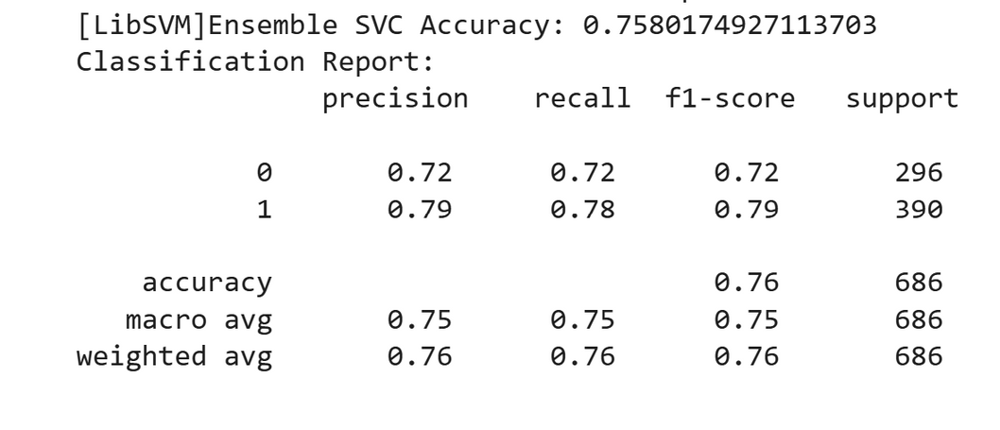 [LibSVM]Ensemble SVC Accuracy: 0.7580174927113703
Classification Report:
precision recall f1-score support
0 0.72 0.72 0.72 296
1 0.79 0.78 0.79 390
accuracy 0.76 686
macro avg 0.75 0.75 0.75 686
weighted avg 0.76 0.76 0.76 686